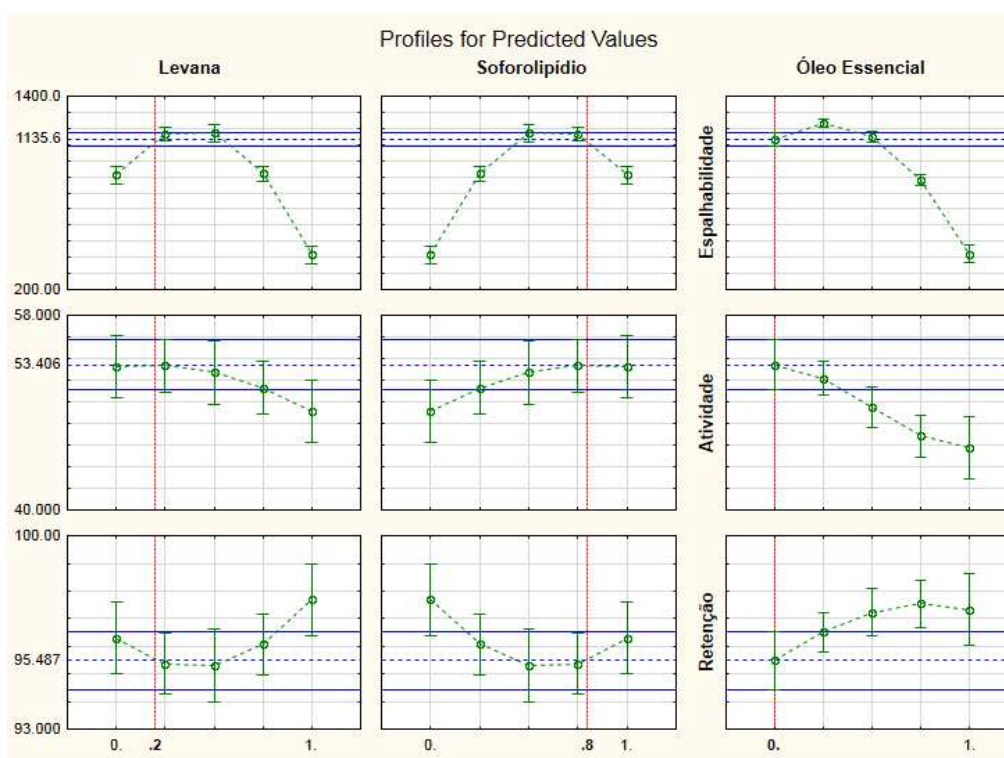 Profiles for Predicted Values
Levana
Soforolipídio
Óleo Essencial
1400.0
1135.6
200.00
Espalhabilidade
58.000
53.406
40.000
Atividade
100.00
95.487
93.000
Retenção
0. .2 1.
0. .8 1.
0. 1.